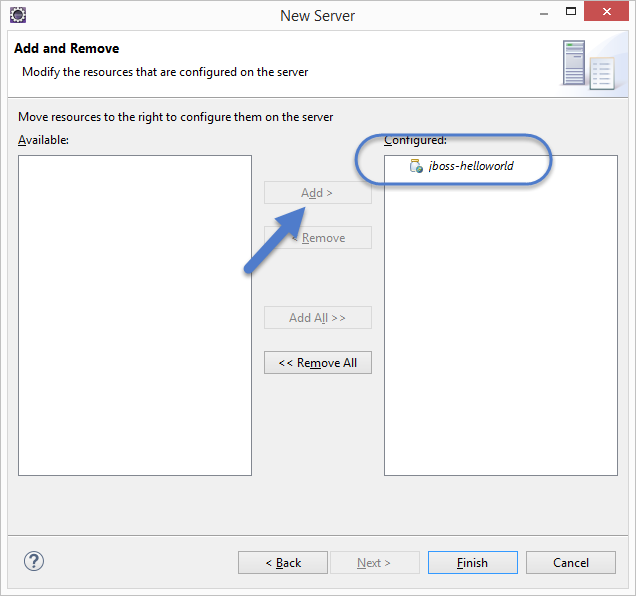 New Server
Add and Remove
Modify the resources that are configured on the server
Move resources to the right to configure them on the server
Available:
Configured:
jboss-helloworld
Add >
< Remove
Add All >>
<< Remove All
?
< Back
Next >
Finish
Cancel